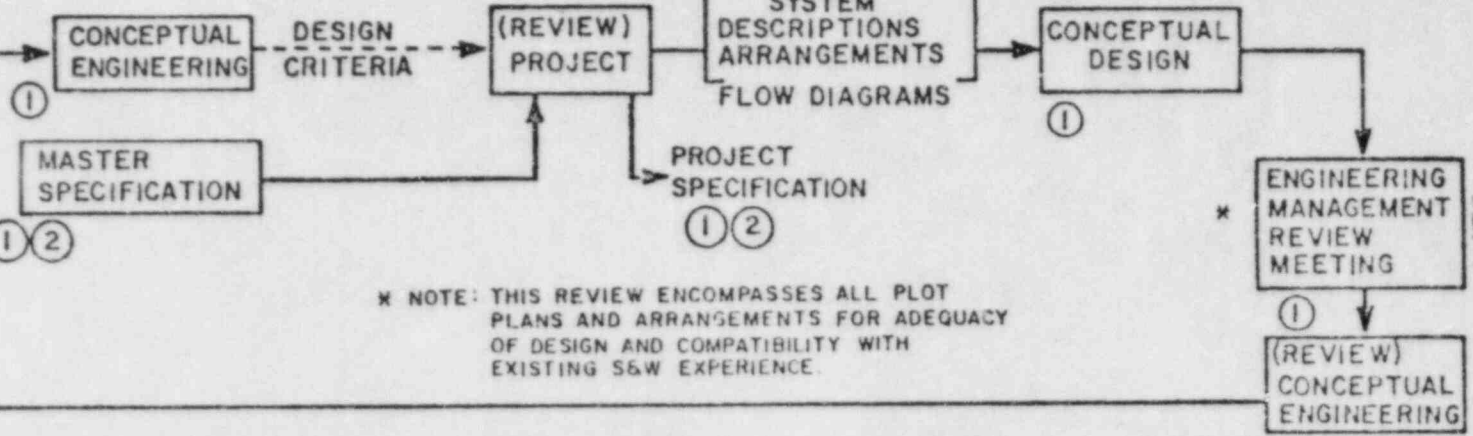 CONCEPTUAL
ENGINEERING
①
DESIGN
CRITERIA
(REVIEW)
PROJECT
SYSTEM
DESCRIPTIONS
ARRANGEMENTS
FLOW DIAGRAMS
CONCEPTUAL
DESIGN
①
MASTER
SPECIFICATION
①②
PROJECT
SPECIFICATION
①②
* ENGINEERING
MANAGEMENT
REVIEW
MEETING
①
* NOTE: THIS REVIEW ENCOMPASSES ALL PLOT
PLANS AND ARRANGEMENTS FOR ADEQUACY
OF DESIGN AND COMPATIBILITY WITH
EXISTING S&W EXPERIENCE.
(REVIEW)
CONCEPTUAL
ENGINEERING